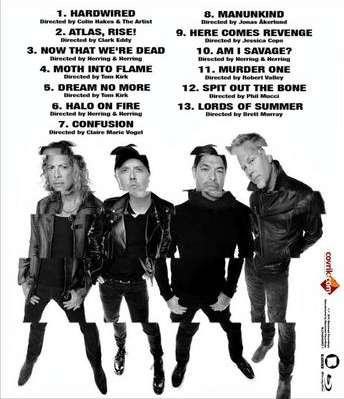 1. HARDWIRED
Directed by Colin Hakes & The Artist
2. ATLAS, RISE!
Directed by Clark Eddy
3. NOW THAT WE'RE DEAD
Directed by Herring + Herring
4. MOTH INTO FLAME
Directed by Tom Kirk
5. DREAM NO MORE
Directed by Tom Kirk
6. HALO ON FIRE
Directed by Herring + Herring
7. CONFUSION
Directed by Claire Marie Vogel
8. MANUNKIND
Directed by Jonas Åkerlund
9. HERE COMES REVENGE
Directed by Jessica Cope
10. AM I SAVAGE?
Directed by Herring + Herring
11. MURDER ONE
Directed by Robert Valley
12. SPIT OUT THE BONE
Directed by Phil Mucci
13. LORDS OF SUMMER
Directed by Brett Murray
covrik.com